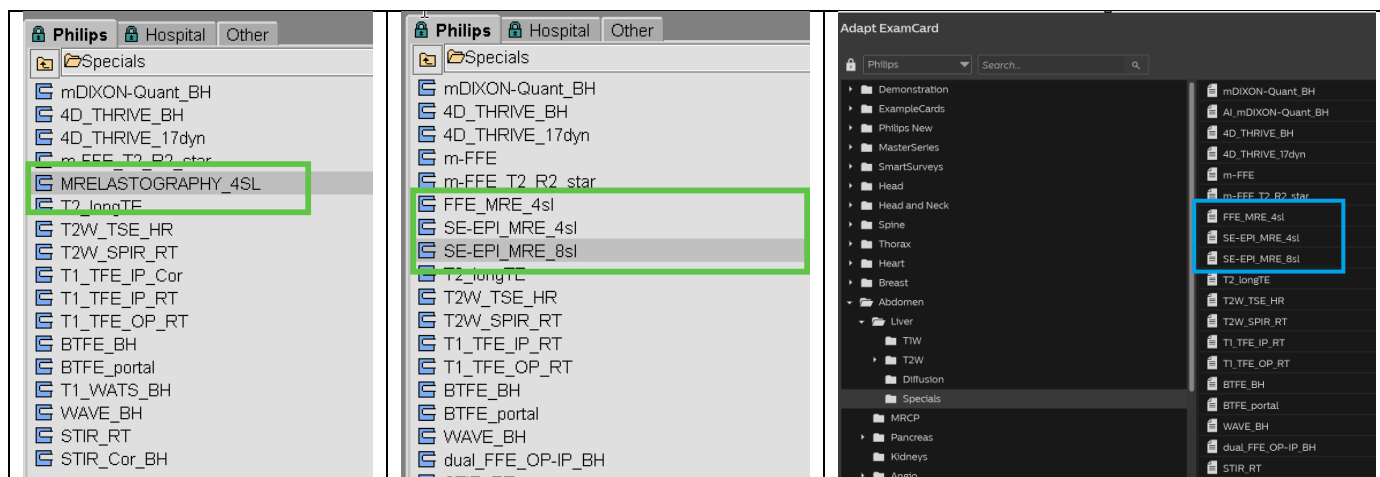 Philips Hospital Other
Specials
mDIXON-Quant_BH
4D_THRIVE_BH
4D_THRIVE_17dyn
m-FFE_T2_R2_star
MRELASTOGRAPHY_4SL
T2_longTE
T2W_TSE_HR
T2W_SPIR_RT
T1_TFE_IP_Cor
T1_TFE_IP_RT
T1_TFE_OP_RT
BTFE_BH
BTFE_portal
T1_WATS_BH
WAVE_BH
STIR_RT
STIR_Cor_BH
Philips Hospital Other
Specials
mDIXON-Quant_BH
4D_THRIVE_BH
4D_THRIVE_17dyn
m-FFE
m-FFE_T2_R2_star
FFE_MRE_4sl
SE-EPI_MRE_4sl
SE-EPI_MRE_8sl
T2_longTE
T2W_TSE_HR
T2W_SPIR_RT
T1_TFE_IP_RT
T1_TFE_OP_RT
BTFE_BH
BTFE_portal
WAVE_BH
dual_FFE_OP-IP_BH
Adapt ExamCard
Philips Search...
Demonstration
ExampleCards
Philips New
MasterSeries
SmartSurveys
Head
Head and Neck
Spine
Thorax
Heart
Breast
Abdomen
Liver
T1W
T2W
Diffusion
Specials
MRCP
Pancreas
Kidneys
Angio
mDIXON-Quant_BH
AI_mDIXON-Quant_BH
4D_THRIVE_BH
4D_THRIVE_17dyn
m-FFE
m-FFE_T2_R2_star
FFE_MRE_4sl
SE-EPI_MRE_4sl
SE-EPI_MRE_8sl
T2_longTE
T2W_TSE_HR
T2W_SPIR_RT
T1_TFE_IP_RT
T1_TFE_OP_RT
BTFE_BH
BTFE_portal
WAVE_BH
dual_FFE_OP-IP_BH
STIR_RT